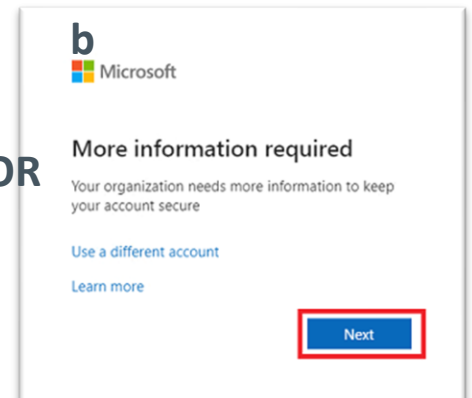 b
Microsoft
More information required
OR
Your organization needs more information to keep
your account secure
Use a different account
Learn more
Next